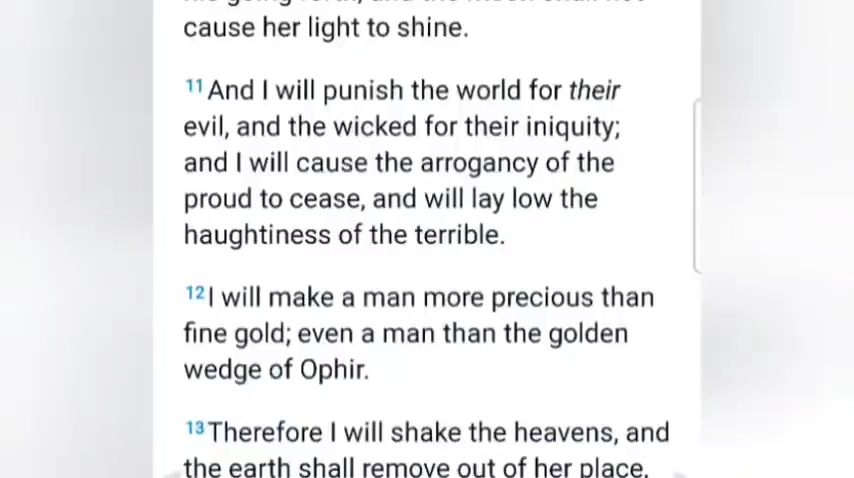 cause her light to shine.
11 And I will punish the world for their
evil, and the wicked for their iniquity;
and I will cause the arrogancy of the
proud to cease, and will lay low the
haughtiness of the terrible.
12 I will make a man more precious than
fine gold; even a man than the golden
wedge of Ophir.
13 Therefore I will shake the heavens, and
the earth shall remove out of her place,